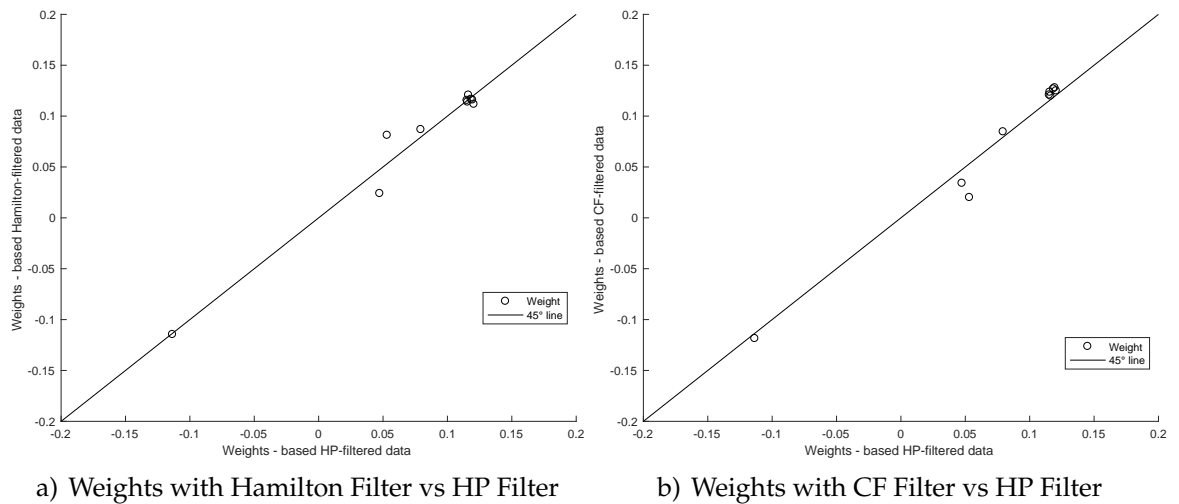 0.2
0.15
0.1
0.05
0
-0.05
-0.1
-0.15
-0.2
Weights - based Hamilton-filtered data
-0.2 -0.15 -0.1 -0.05 0 0.05 0.1 0.15 0.2
Weights - based HP-filtered data
Weight
45° line
a) Weights with Hamilton Filter vs HP Filter
0.2
0.15
0.1
0.05
0
-0.05
-0.1
-0.15
-0.2
Weights - based CF-filtered data
-0.2 -0.15 -0.1 -0.05 0 0.05 0.1 0.15 0.2
Weights - based HP-filtered data
Weight
45° line
b) Weights with CF Filter vs HP Filter